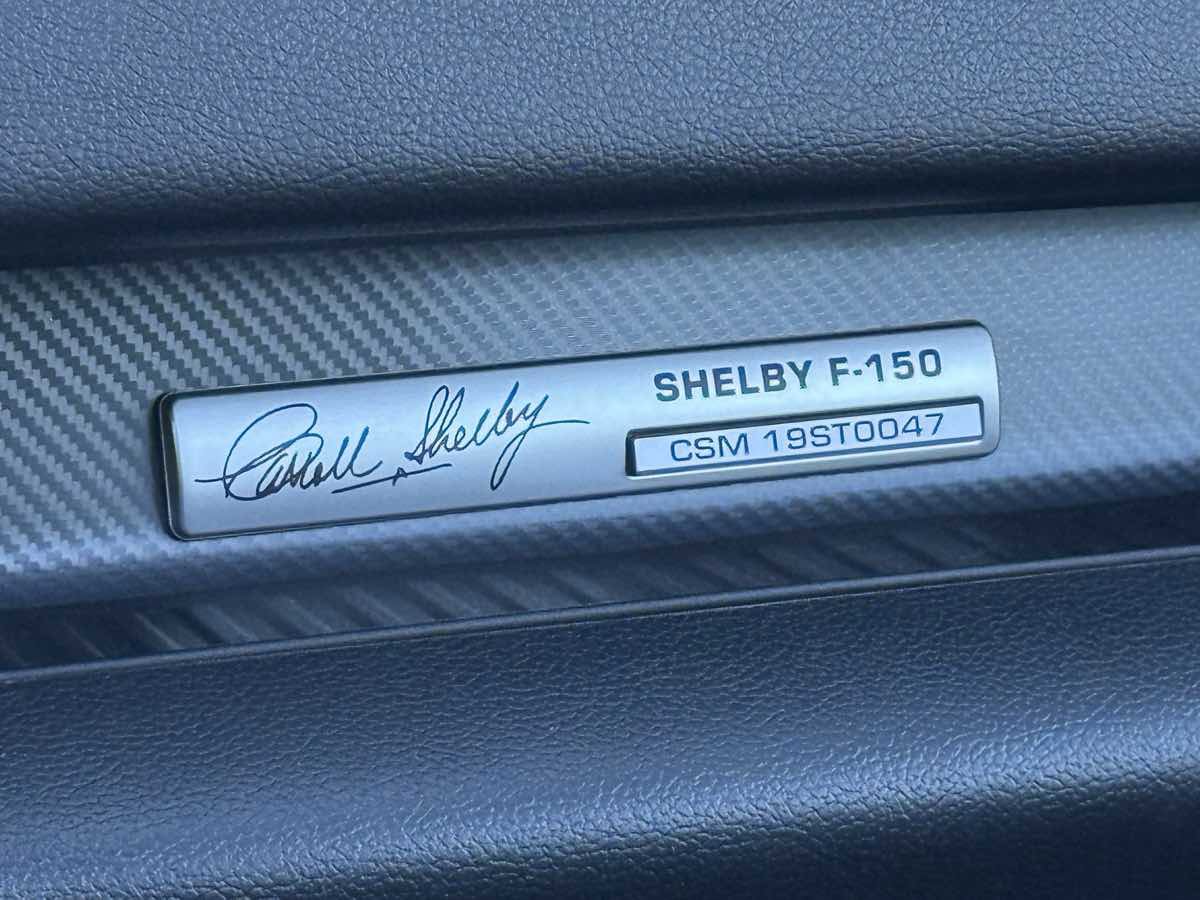 Carroll Shelby
SHELBY F-150
CSM 19ST0047